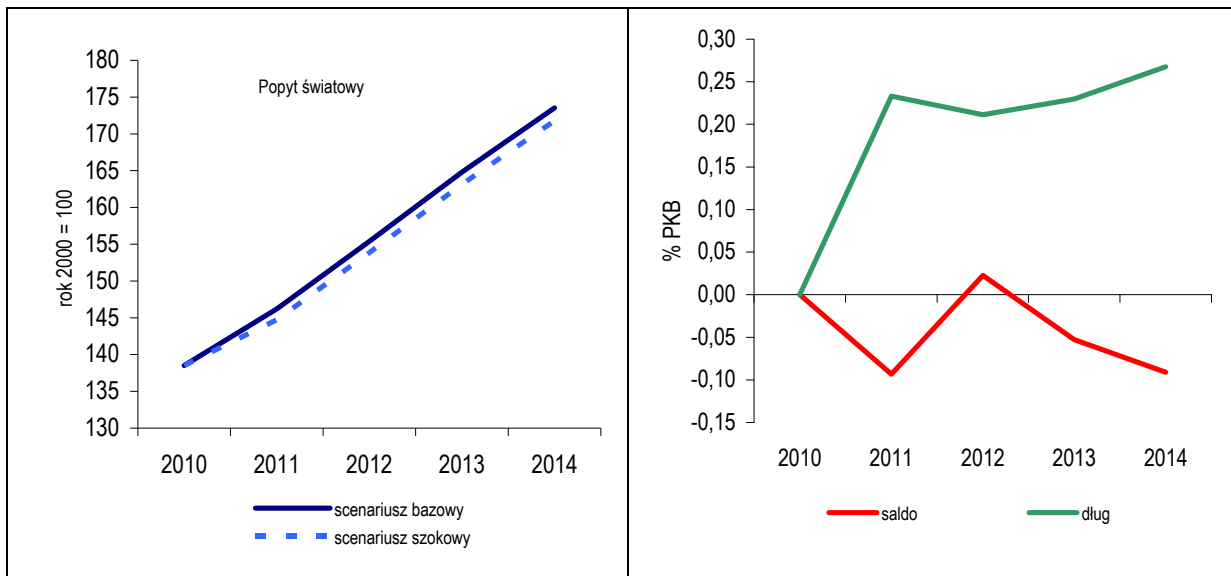 Popyt światowy
rok 2000 = 100
180
175
170
165
160
155
150
145
140
135
130
2010 2011 2012 2013 2014
scenariusz bazowy
scenariusz szokowy
% PKB
0,30
0,25
0,20
0,15
0,10
0,05
0,00
-0,05
-0,10
-0,15
2010 2011 2012 2013 2014
saldo dług